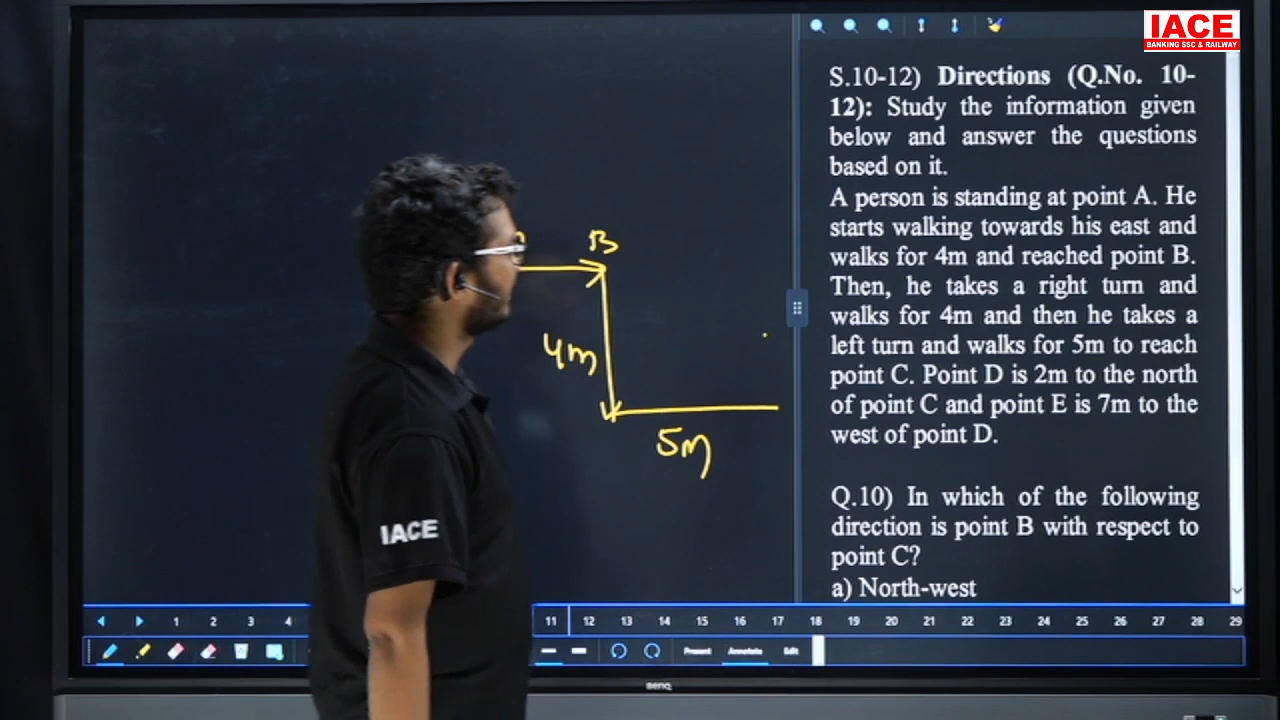 IACE
BANKING SSC & RAILWAY
S.10-12) Directions (Q.No. 10-
12): Study the information given
below and answer the questions
based on it.
A person is standing at point A. He
starts walking towards his east and
walks for 4m and reached point B.
Then, he takes a right turn and
walks for 4m and then he takes a
left turn and walks for 5m to reach
point C. Point D is 2m to the north
of point C and point E is 7m to the
west of point D.
Q.10) In which of the following
direction is point B with respect to
point C?
a) North-west
B
4m
5m
IACE
1 2 3 4 11 12 13 14 15 16 17 18 19 20 21 22 23 24 25 26 27 28 29
Present Annotate Edit
BenQ